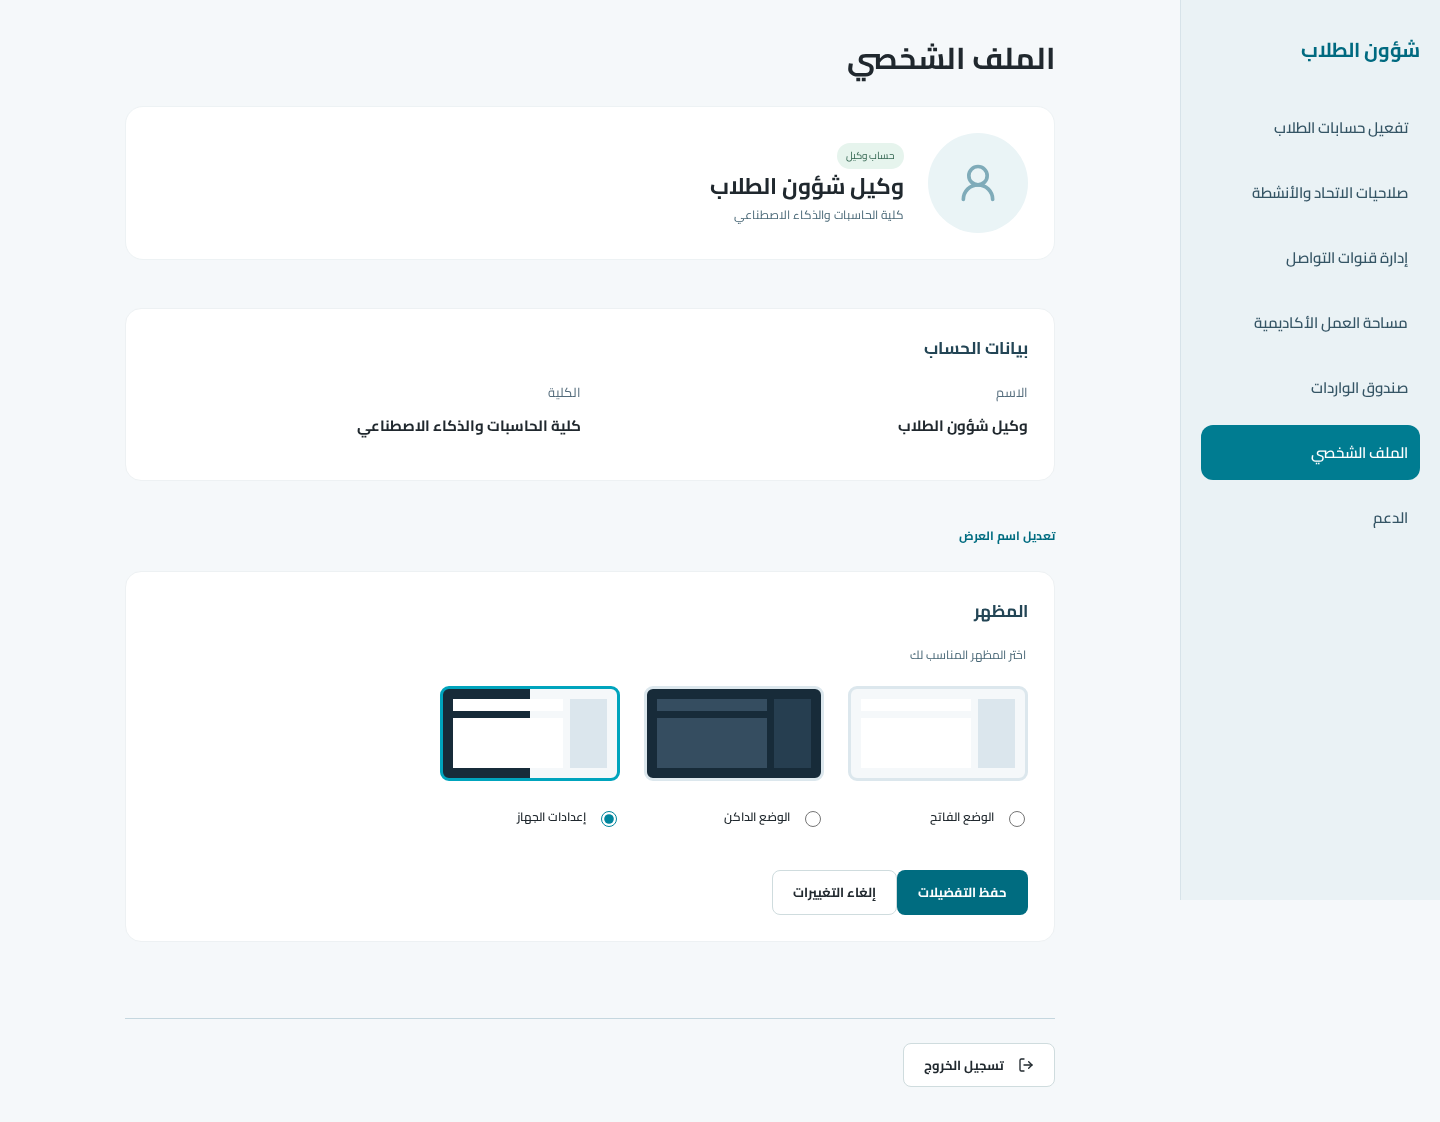 شؤون الطلاب
تفعيل حسابات الطلاب
صلاحيات الاتحاد والأنشطة
إدارة قنوات التواصل
مساحة العمل الأكاديمية
صندوق الواردات
الملف الشخصي
الدعم
الملف الشخصي
حساب وكيل
وكيل شؤون الطلاب
كلية الحاسبات والذكاء الاصطناعي
بيانات الحساب
الاسم
وكيل شؤون الطلاب
الكلية
كلية الحاسبات والذكاء الاصطناعي
تعديل اسم العرض
المظهر
اختر المظهر المناسب لك
الوضع الفاتح
الوضع الداكن
إعدادات الجهاز
حفظ التفضيلات
إلغاء التغييرات
تسجيل الخروج